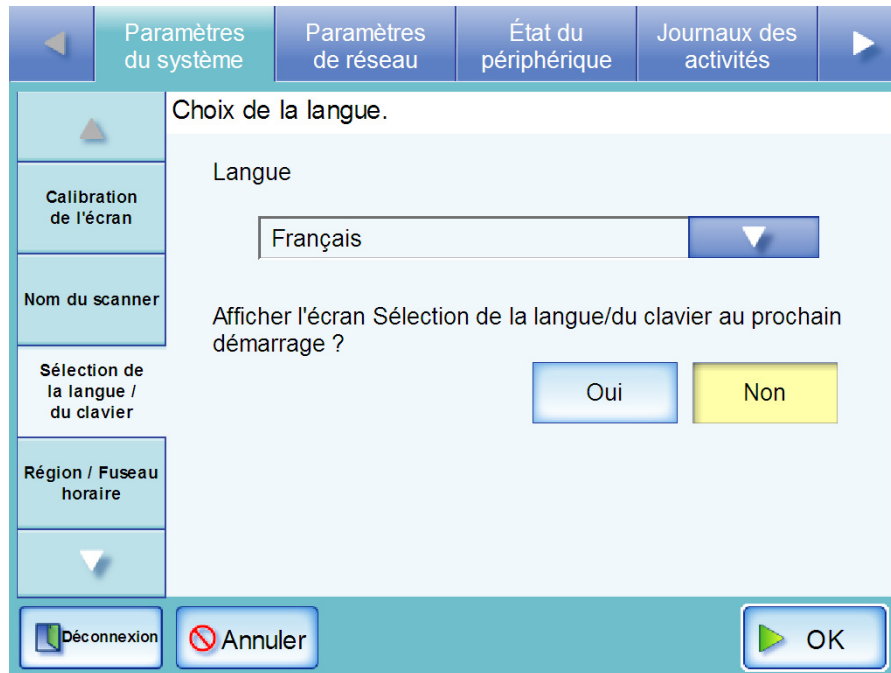 Paramètres
du système
Paramètres
de réseau
État du
périphérique
Journaux des
activités
Choix de la langue.
Calibration
de l'écran
Nom du scanner
Sélection de
la langue /
du clavier
Région / Fuseau
horaire
Langue
Français
Afficher l'écran Sélection de la langue/du clavier au prochain
démarrage ?
Oui
Non
Déconnexion
Annuler
OK